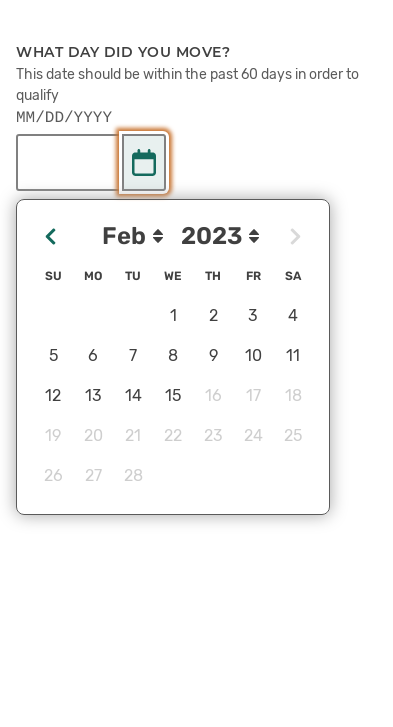 WHAT DAY DID YOU MOVE?
This date should be within the past 60 days in order to
qualify
MM/DD/YYYY
Feb 2023
SU MO TU WE TH FR SA
1 2 3 4
5 6 7 8 9 10 11
12 13 14 15 16 17 18
19 20 21 22 23 24 25
26 27 28